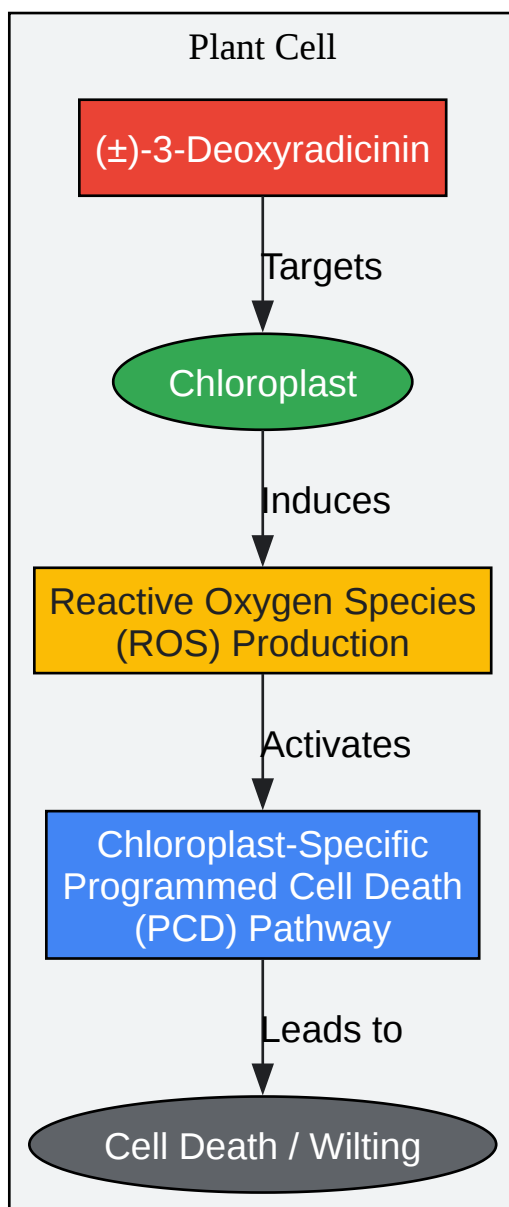 Plant Cell
(±)-3-Deoxyradicinin
Targets
Chloroplast
Induces
Reactive Oxygen Species
(ROS) Production
Activates
Chloroplast-Specific
Programmed Cell Death
(PCD) Pathway
Leads to
Cell Death / Wilting